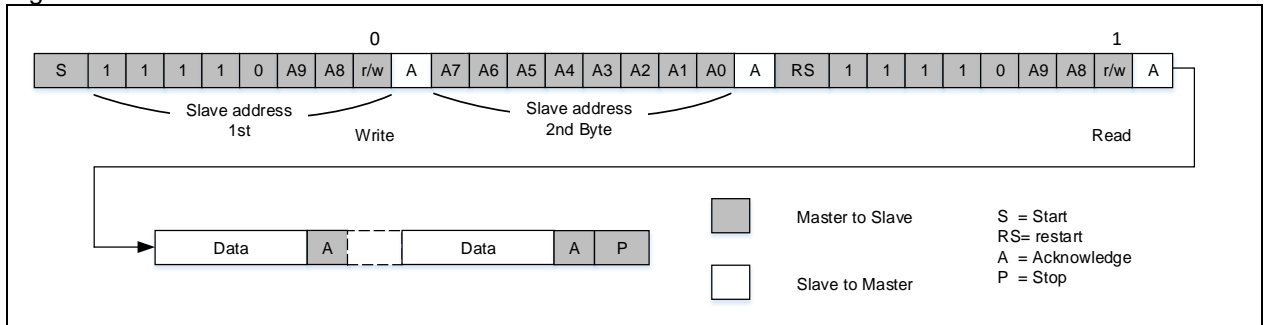 0 1
S 1 1 1 1 0 A9 A8 r/w A A7 A6 A5 A4 A3 A2 A1 A0 A RS 1 1 1 1 0 A9 A8 r/w A
Slave address
1st
Slave address
2nd Byte
Write
Read
Data A Data A P
Master to Slave
Slave to Master
S = Start
RS= restart
A = Acknowledge
P = Stop